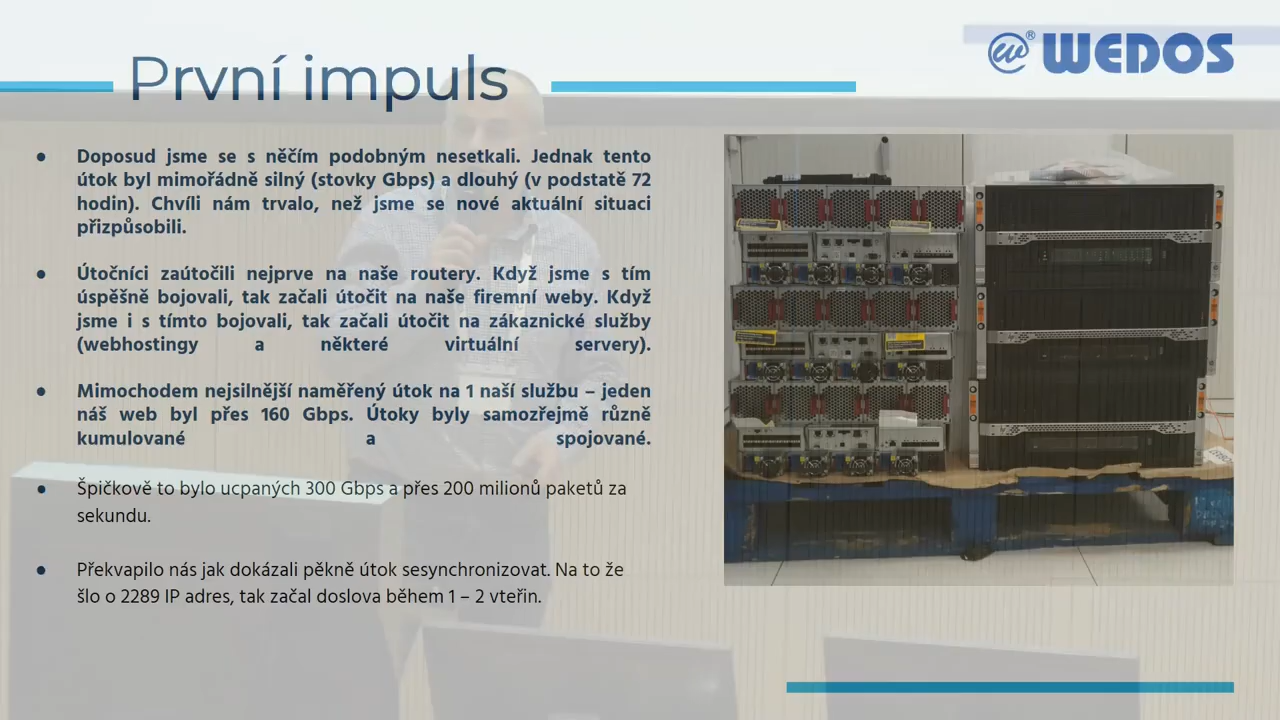 První impuls
@® WEDOS
● Doposud jsme se s něčím podobným nesetkali. Jednak tento
útok byl mimořádně silný (stovky Gbps) a dlouhý (v podstatě 72
hodin). Chvíli nám trvalo, než jsme se nové aktuální situaci
přizpůsobili.
● Útočníci zaútočili nejprve na naše routery. Když jsme s tím
úspěšně bojovali, tak začali útočit na naše firemní weby. Když
jsme i s tímto bojovali, tak začali útočit na zákaznické služby
(webhostingy a některé virtuální servery).
● Mimochodem nejsilnější naměřený útok na 1 naší službu – jeden
náš web byl přes 160 Gbps. Útoky byly samozřejmě různě
kumulované a spojované.
● Špičkově to bylo ucpaných 300 Gbps a přes 200 milionů paketů za
sekundu.
● Překvapilo nás jak dokázali pěkně útok sesynchronizovat. Na to že
šlo o 2289 IP adres, tak začal doslova během 1 – 2 vteřin.